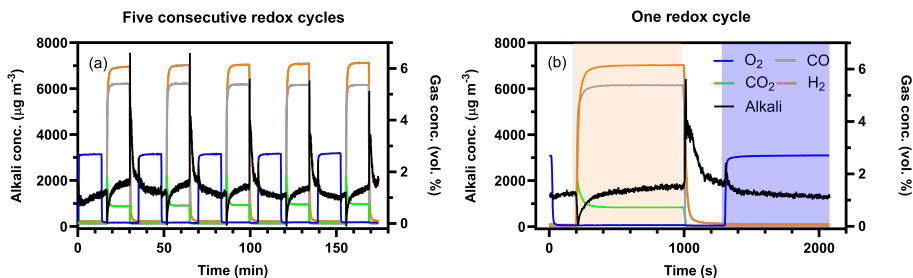 Five consecutive redox cycles
(a)
Alkali conc. (µg m⁻³)
8000
6000
4000
2000
0
Gas conc. (vol. %)
6
4
2
0
0
50
100
150
Time (min)
One redox cycle
(b)
Alkali conc. (µg m⁻³)
8000
6000
4000
2000
0
O₂
CO
CO₂
H₂
Alkali
Gas conc. (vol. %)
6
4
2
0
0
1000
2000
Time (s)